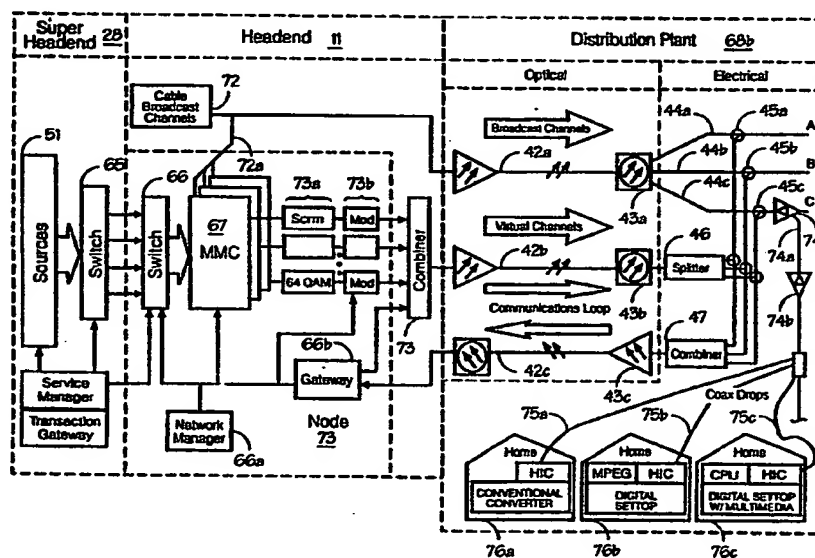 Super Headend 28
Headend 11
Distribution Plant 68b
Optical
Electrical
72
Cable Broadcast Channels
72a
51
Sources
65
Switch
66
Switch
67
MMC
73a
73b
Scrm
Mod
64 QAM
Mod
Combiner
73
66b
Gateway
Node 73
Network Manager
66a
Service Manager
Transaction Gateway
Broadcast Channels
42a
43a
44a
44b
44c
45a
45b
45c
A
B
C
74
74a
74b
Virtual Channels
42b
43b
46
Splitter
Communications Loop
42c
43c
47
Combiner
Coax Drops
75a
75b
75c
Home
HIC
CONVENTIONAL CONVERTER
76a
Home
MPEG
HIC
DIGITAL SETTOP
76b
Home
CPU
HIC
DIGITAL SETTOP W/ MULTIMEDIA
76c